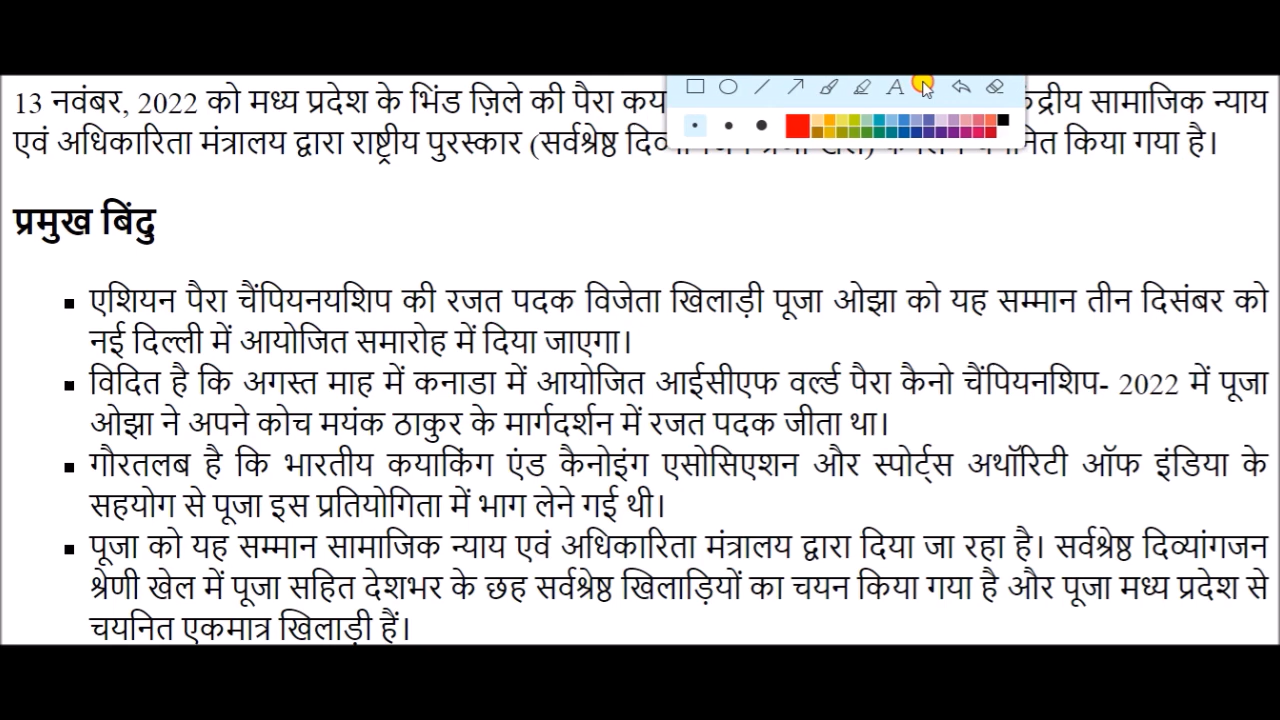 13 नवंबर, 2022 को मध्य प्रदेश के भिंड ज़िले की पैरा कय द्रीय सामाजिक न्याय
एवं अधिकारिता मंत्रालय द्वारा राष्ट्रीय पुरस्कार (सर्वश्रेष्ठ किया गया है।
प्रमुख बिंदु
एशियन पैरा चैंपियनयशिप की रजत पदक विजेता खिलाड़ी पूजा ओझा को यह सम्मान तीन दिसंबर को
नई दिल्ली में आयोजित समारोह में दिया जाएगा।
विदित है कि अगस्त माह में कनाडा में आयोजित आईसीएफ वर्ल्ड पैरा कैनो चैंपियनशिप- 2022 में पूजा
ओझा ने अपने कोच मयंक ठाकुर के मार्गदर्शन में रजत पदक जीता था।
गौरतलब है कि भारतीय कयाकिंग एंड कैनोइंग एसोसिएशन और स्पोर्ट्स अथॉरिटी ऑफ इंडिया के
सहयोग से पूजा इस प्रतियोगिता में भाग लेने गई थी।
पूजा को यह सम्मान सामाजिक न्याय एवं अधिकारिता मंत्रालय द्वारा दिया जा रहा है। सर्वश्रेष्ठ दिव्यांगजन
श्रेणी खेल में पूजा सहित देशभर के छह सर्वश्रेष्ठ खिलाड़ियों का चयन किया गया है और पूजा मध्य प्रदेश से
चयनित एकमात्र खिलाड़ी हैं।